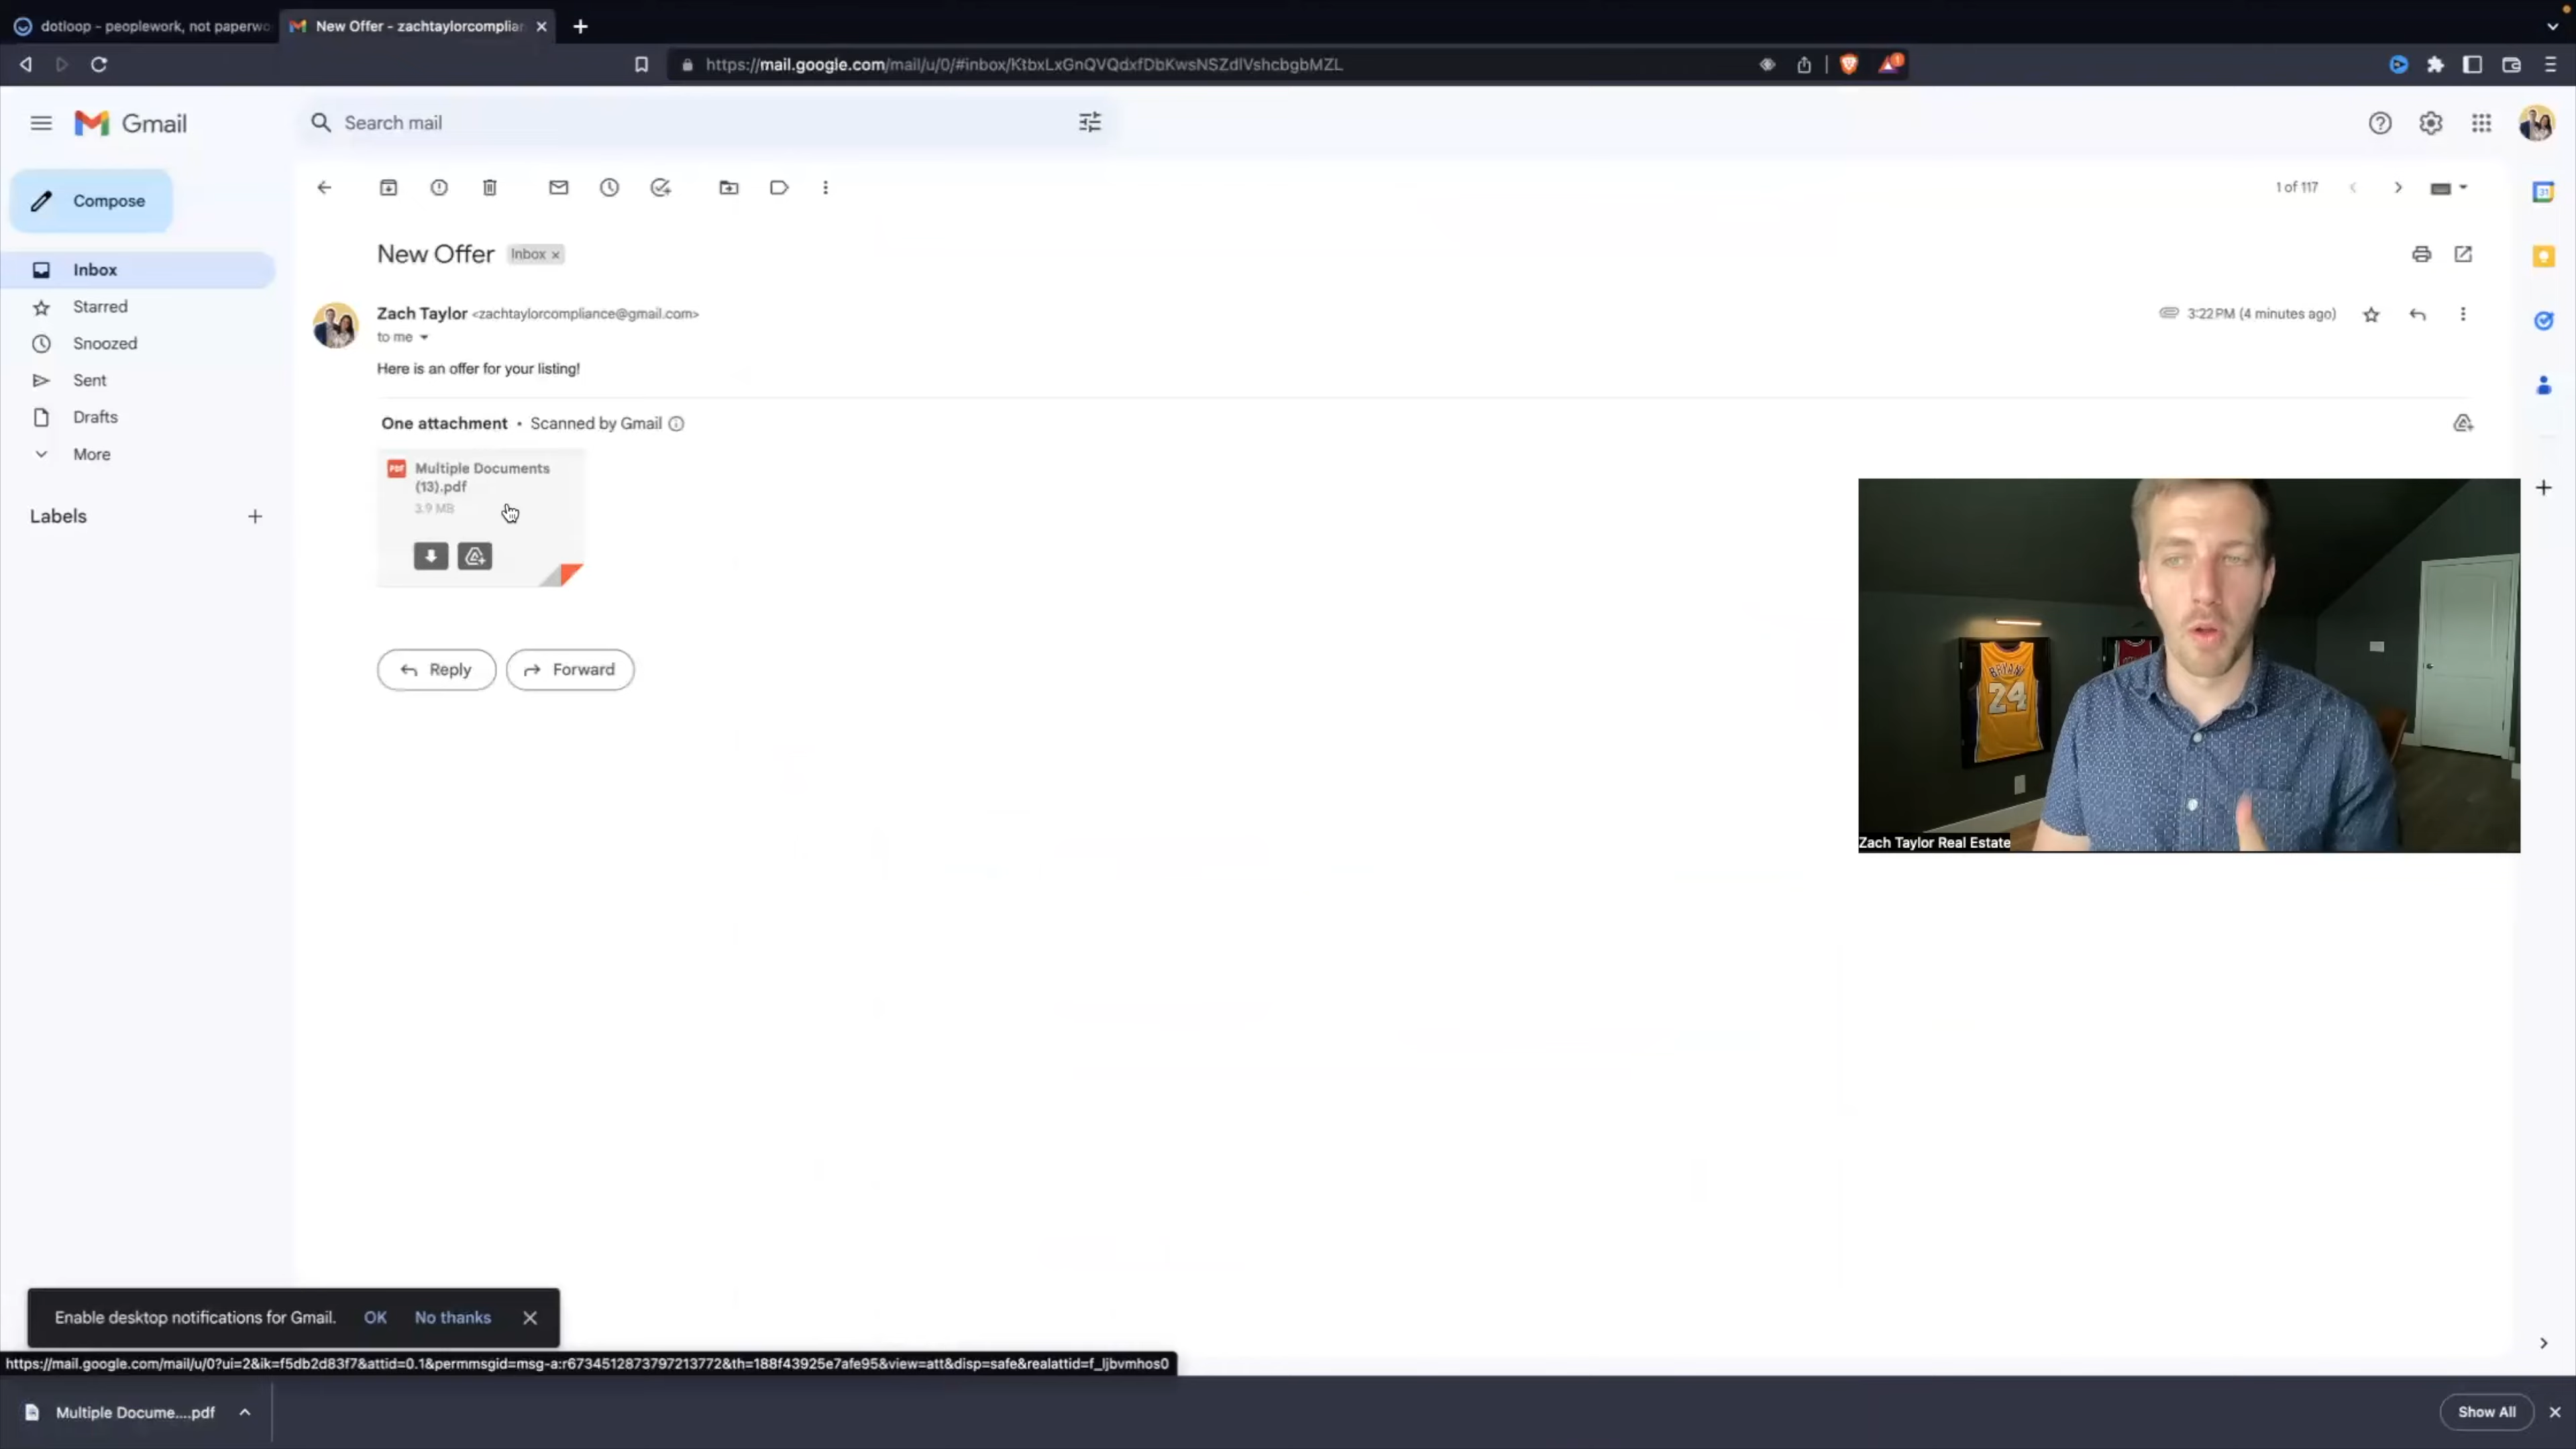 dotloop - peoplework, not paperwo
New Offer - zachtaylorcomplian
https://mail.google.com/mail/u/0/#inbox/KtbxLxGnQVQdxfDbKwsNSZdlVshcbgbMZL
1
Gmail
Search mail
Compose
1 of 117
31
New Offer
Inbox ×
Inbox
Starred
Snoozed
Sent
Drafts
More
Labels
Zach Taylor <zachtaylorcompliance@gmail.com>
3:22 PM (4 minutes ago)
to me
Here is an offer for your listing!
One attachment • Scanned by Gmail
PDF
Multiple Documents
(13).pdf
3.9 MB
Reply
Forward
BRYANT
24
Zach Taylor Real Estate
Enable desktop notifications for Gmail. OK No thanks
https://mail.google.com/mail/u/0?ui=2&ik=f5db2d83f7&attid=0.1&permmsgid=msg-a:r6734512873797213772&th=188f43925e7afe95&view=att&disp=safe&realattid=f_ljbvmhos0
Multiple Docume....pdf
Show All